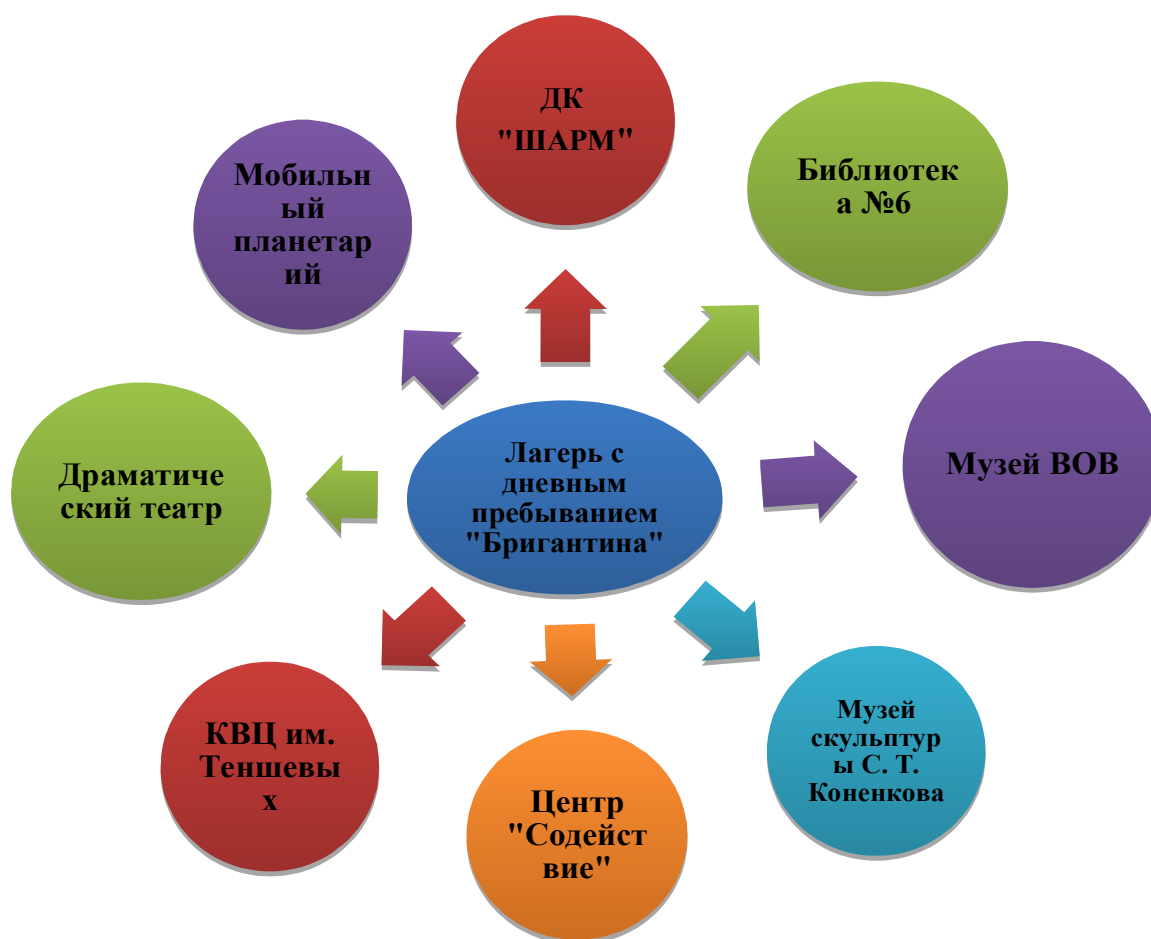 ДК
"ШАРМ"
Библиотек
а №6
Музей ВОВ
Музей
скульптур
ы С. Т.
Коненкова
Центр
"Содейст
вие"
КВЦ им.
Теншевы
х
Драматиче
ский театр
Мобильн
ый
планетар
ий
Лагерь с
дневным
пребыванием
"Бригантина"